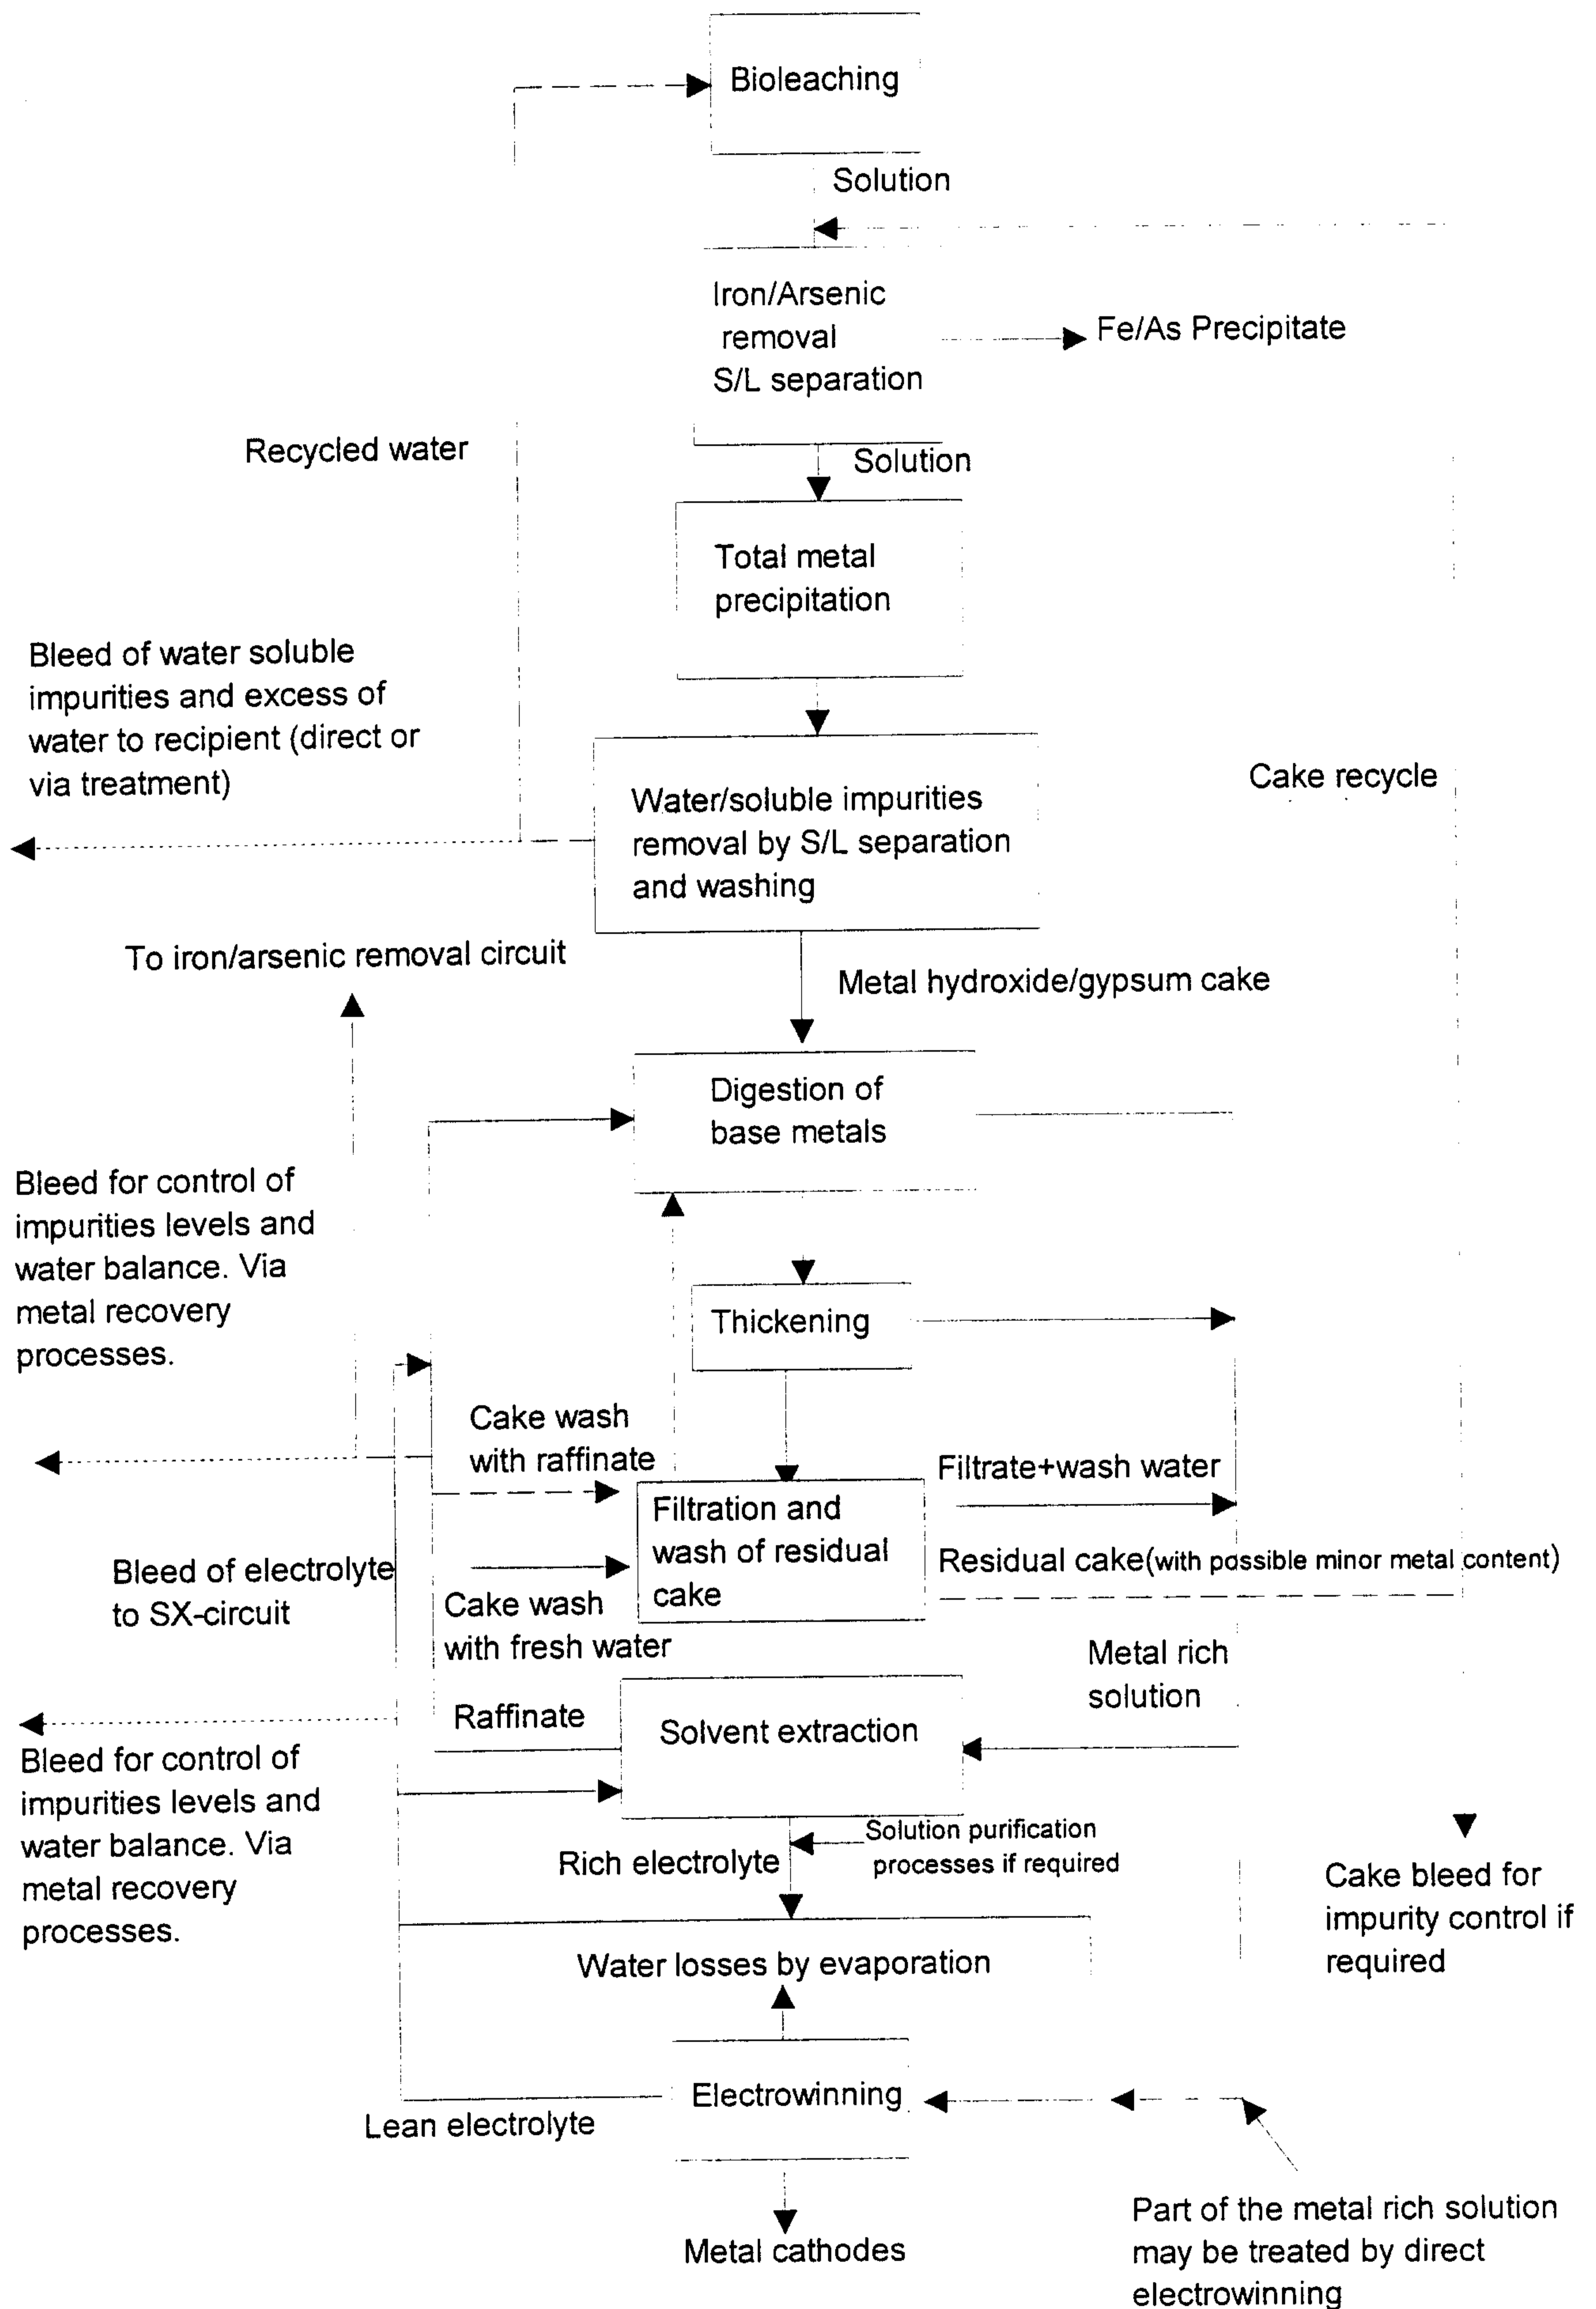 Bioleaching
Solution
Iron/Arsenic
removal
S/L separation
Fe/As Precipitate
Recycled water
Solution
Total metal
precipitation
Bleed of water soluble
impurities and excess of
water to recipient (direct or
via treatment)
Water/soluble impurities
removal by S/L separation
and washing
Cake recycle
To iron/arsenic removal circuit
Metal hydroxide/gypsum cake
Digestion of
base metals
Bleed for control of
impurities levels and
water balance. Via
metal recovery
processes.
Thickening
Cake wash
with raffinate
Filtrate+wash water
Filtration and
wash of residual
cake
Residual cake(with possible minor metal content)
Bleed of electrolyte
to SX-circuit
Cake wash
with fresh water
Metal rich
solution
Raffinate
Solvent extraction
Bleed for control of
impurities levels and
water balance. Via
metal recovery
processes.
Solution purification
processes if required
Rich electrolyte
Cake bleed for
impurity control if
required
Water losses by evaporation
Electrowinning
Lean electrolyte
Metal cathodes
Part of the metal rich solution
may be treated by direct
electrowinning